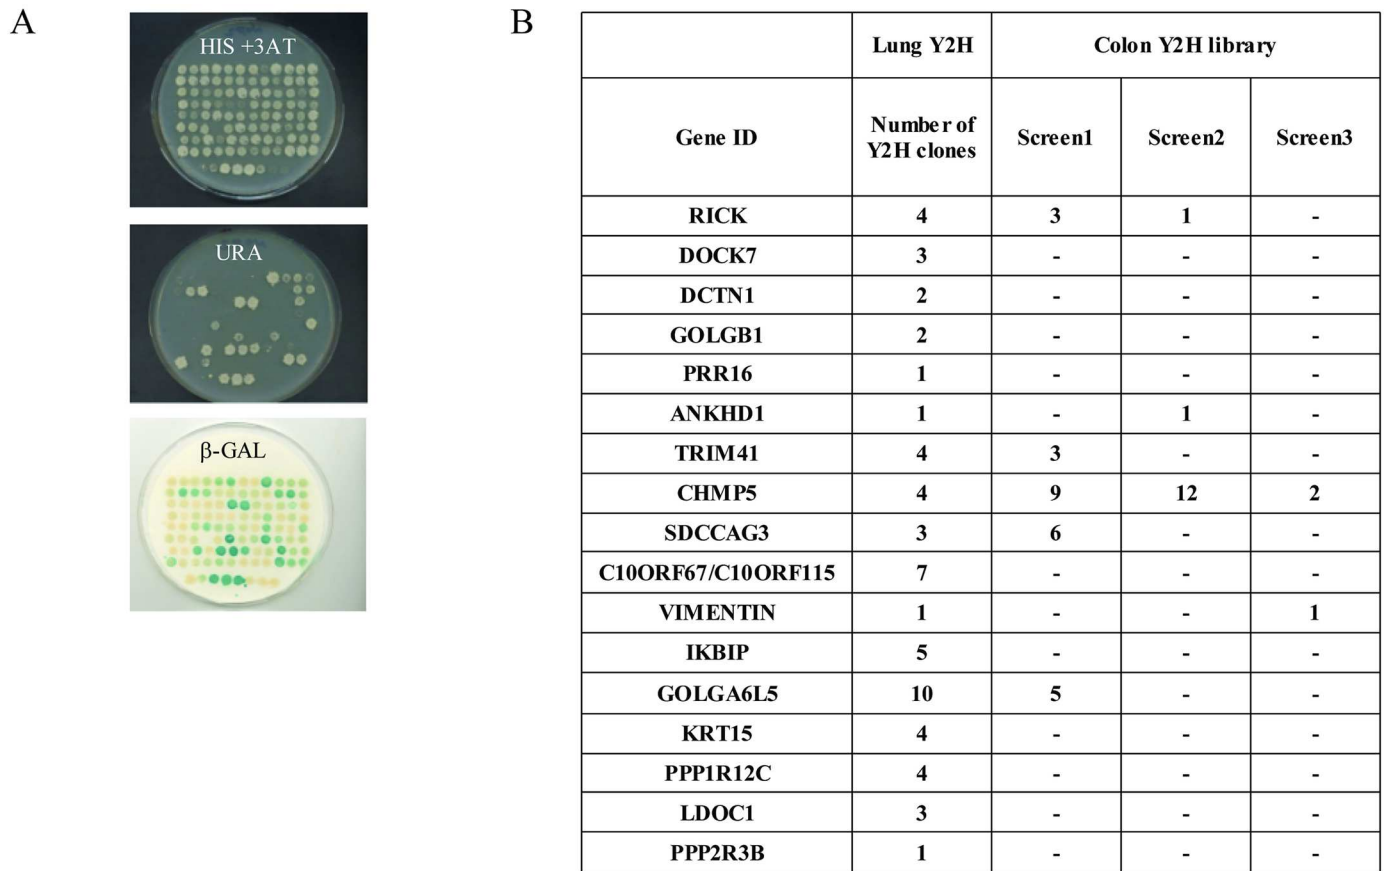 A
HIS +3AT
URA
β-GAL
B
Lung Y2H Colon Y2H library
Gene ID Number of Y2H clones Screen1 Screen2 Screen3
RICK 4 3 1 -
DOCK7 3 - - -
DCTN1 2 - - -
GOLGB1 2 - - -
PRR16 1 - - -
ANKHD1 1 - 1 -
TRIM41 4 3 - -
CHMP5 4 9 12 2
SDCCAG3 3 6 - -
C10ORF67/C10ORF115 7 - - -
VIMENTIN 1 - - 1
IKBIP 5 - - -
GOLGA6L5 10 5 - -
KRT15 4 - - -
PPP1R12C 4 - - -
LDOC1 3 - - -
PPP2R3B 1 - - -